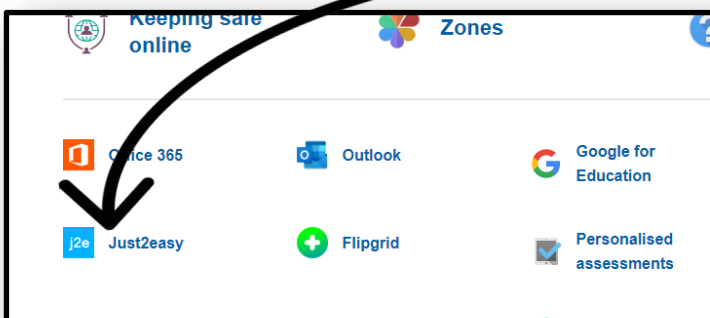 Keeping safe
online
Zones
?
Office 365
Outlook
Google for
Education
j2e
Just2easy
Flipgrid
Personalised
assessments